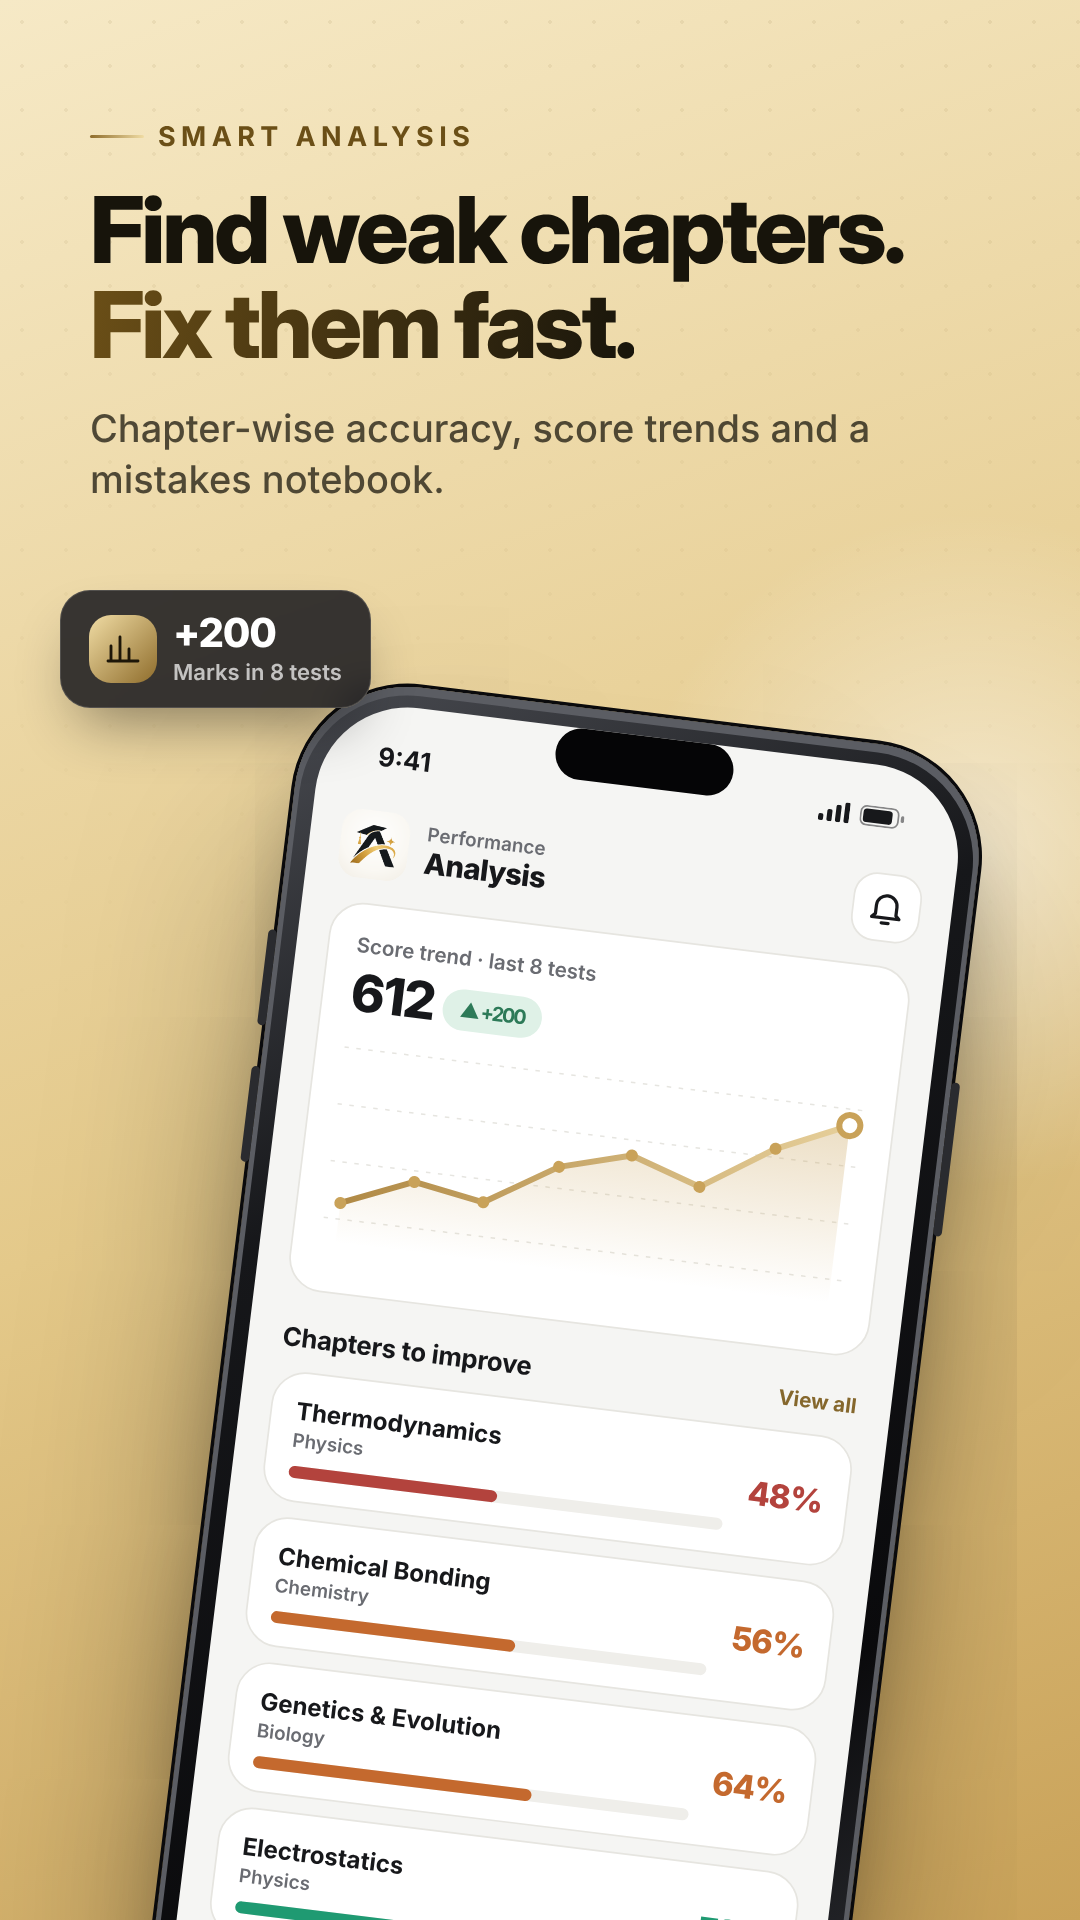 SMART ANALYSIS
Find weak chapters.
Fix them fast.
Chapter-wise accuracy, score trends and a
mistakes notebook.
+200
Marks in 8 tests
9:41
Performance
Analysis
Score trend · last 8 tests
612 ▲+200
Chapters to improve
View all
Thermodynamics
Physics
48%
Chemical Bonding
Chemistry
56%
Genetics & Evolution
Biology
64%
Electrostatics
Physics